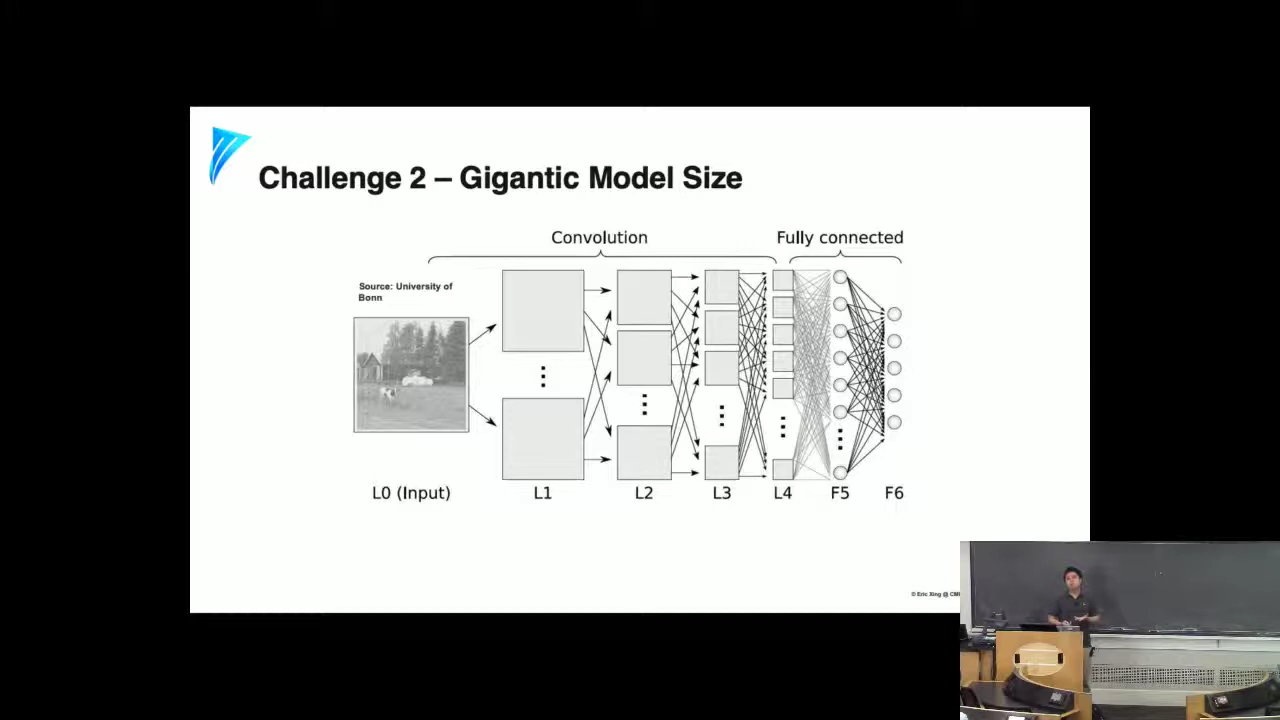 Challenge 2 – Gigantic Model Size
Convolution
Fully connected
Source: University of
Bonn
L0 (Input)
L1
L2
L3
L4
F5
F6
© Eric Xing @ CM